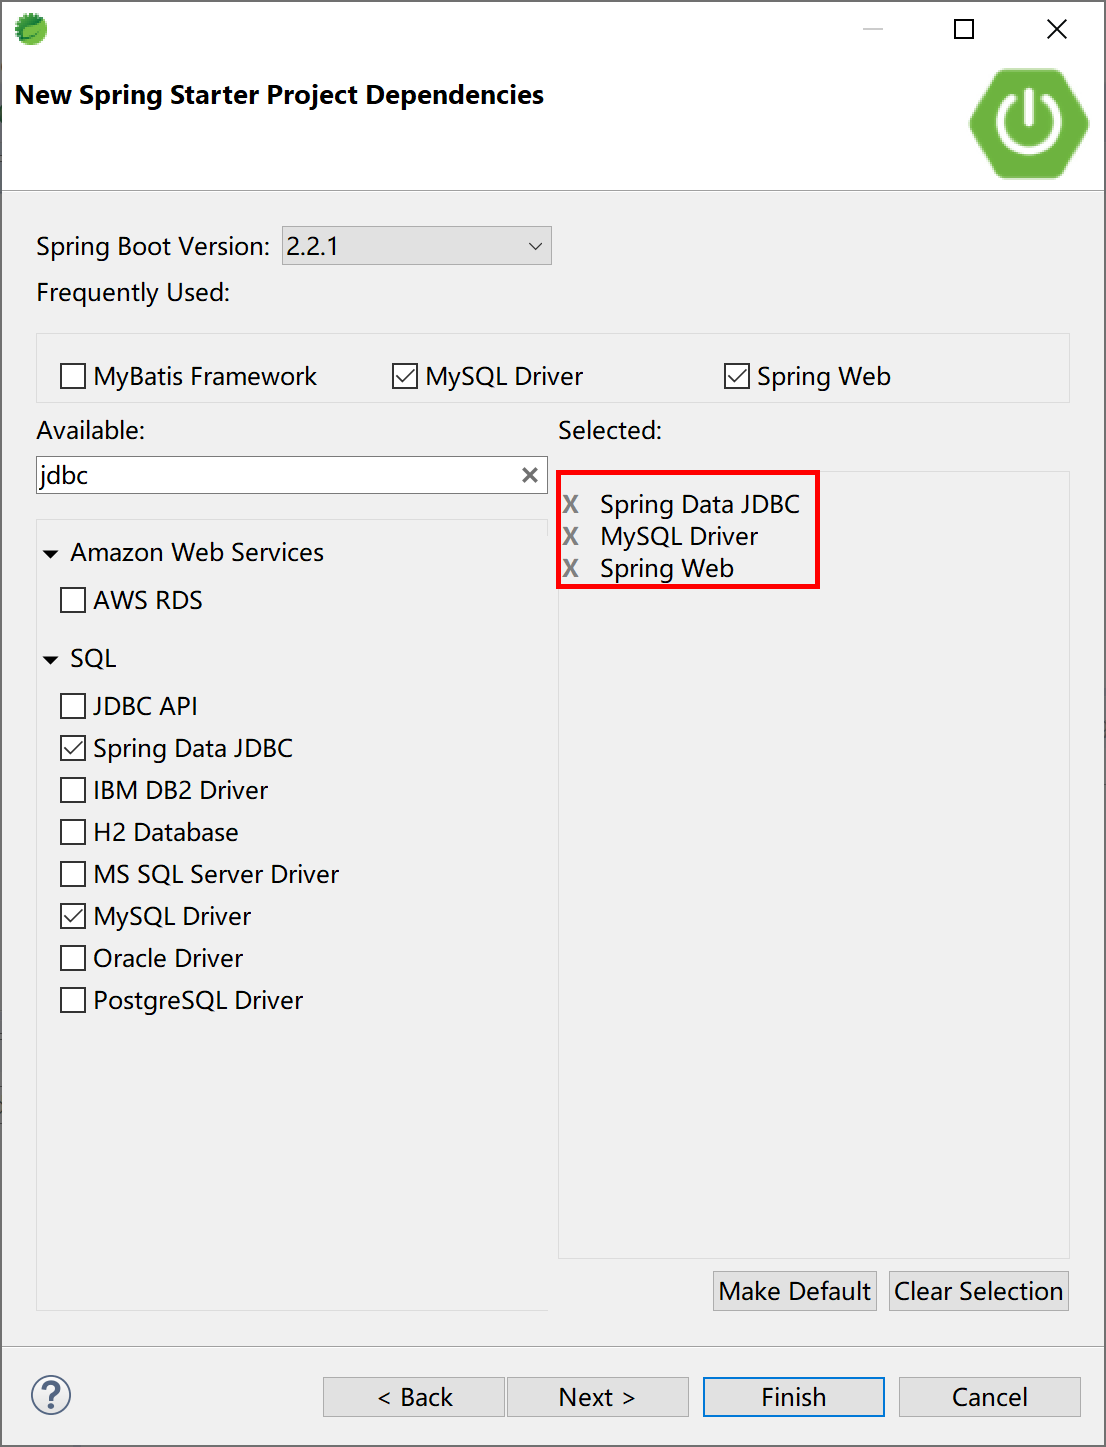 New Spring Starter Project Dependencies
Spring Boot Version: 2.2.1
Frequently Used:
MyBatis Framework MySQL Driver Spring Web
Available:
jdbc
Amazon Web Services
AWS RDS
SQL
JDBC API
Spring Data JDBC
IBM DB2 Driver
H2 Database
MS SQL Server Driver
MySQL Driver
Oracle Driver
PostgreSQL Driver
Selected:
X Spring Data JDBC
X MySQL Driver
X Spring Web
Make Default Clear Selection
? < Back Next > Finish Cancel